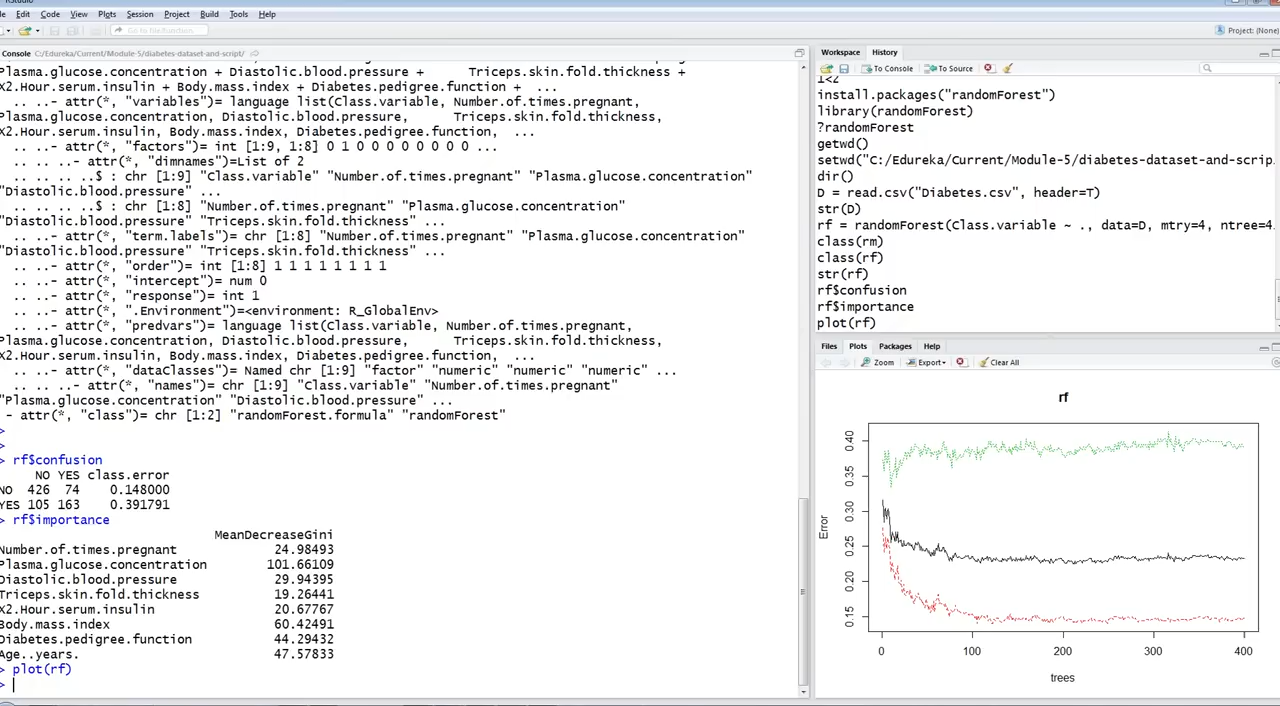 RStudio
Edit Code View Plots Session Project Build Tools Help
Go to file/function
Project: (None)
Console C:/Edureka/Current/Module-5/diabetes-dataset-and-script/
Plasma.glucose.concentration + Diastolic.blood.pressure + Triceps.skin.fold.thickness +
X2.Hour.serum.insulin + Body.mass.index + Diabetes.pedigree.function + ...
.. ..- attr(*, "variables")= language list(Class.variable, Number.of.times.pregnant,
Plasma.glucose.concentration, Diastolic.blood.pressure, Triceps.skin.fold.thickness,
X2.Hour.serum.insulin, Body.mass.index, Diabetes.pedigree.function, ...
.. ..- attr(*, "factors")= int [1:9, 1:8] 0 1 0 0 0 0 0 0 0 0 ...
.. .. ..- attr(*, "dimnames")=List of 2
.. .. .. ..$ : chr [1:9] "Class.variable" "Number.of.times.pregnant" "Plasma.glucose.concentration"
"Diastolic.blood.pressure" ...
.. .. .. ..$ : chr [1:8] "Number.of.times.pregnant" "Plasma.glucose.concentration"
"Diastolic.blood.pressure" "Triceps.skin.fold.thickness" ...
.. ..- attr(*, "term.labels")= chr [1:8] "Number.of.times.pregnant" "Plasma.glucose.concentration"
"Diastolic.blood.pressure" "Triceps.skin.fold.thickness" ...
.. ..- attr(*, "order")= int [1:8] 1 1 1 1 1 1 1 1
.. ..- attr(*, "intercept")= num 0
.. ..- attr(*, "response")= int 1
.. ..- attr(*, ".Environment")=<environment: R_GlobalEnv>
.. ..- attr(*, "predvars")= language list(Class.variable, Number.of.times.pregnant,
Plasma.glucose.concentration, Diastolic.blood.pressure, Triceps.skin.fold.thickness,
X2.Hour.serum.insulin, Body.mass.index, Diabetes.pedigree.function, ...
.. ..- attr(*, "dataClasses")= Named chr [1:9] "factor" "numeric" "numeric" "numeric" ...
.. .. ..- attr(*, "names")= chr [1:9] "Class.variable" "Number.of.times.pregnant"
"Plasma.glucose.concentration" "Diastolic.blood.pressure" ...
- attr(*, "class")= chr [1:2] "randomForest.formula" "randomForest"
>
>
> rf$confusion
NO YES class.error
NO 426 74 0.148000
YES 105 163 0.391791
> rf$importance
MeanDecreaseGini
Number.of.times.pregnant 24.98493
Plasma.glucose.concentration 101.66109
Diastolic.blood.pressure 29.94395
Triceps.skin.fold.thickness 19.26441
X2.Hour.serum.insulin 20.67767
Body.mass.index 60.42491
Diabetes.pedigree.function 44.29432
Age..years. 47.57833
> plot(rf)
>
Workspace History
To Console To Source
1<2
install.packages("randomForest")
library(randomForest)
?randomForest
getwd()
setwd("C:/Edureka/Current/Module-5/diabetes-dataset-and-scrip
dir()
D = read.csv("Diabetes.csv", header=T)
str(D)
rf = randomForest(Class.variable ~ ., data=D, mtry=4, ntree=4
class(rm)
class(rf)
str(rf)
rf$confusion
rf$importance
plot(rf)
Files Plots Packages Help
Zoom Export Clear All
rf
Error
0.40
0.35
0.30
0.25
0.20
0.15
0 100 200 300 400
trees